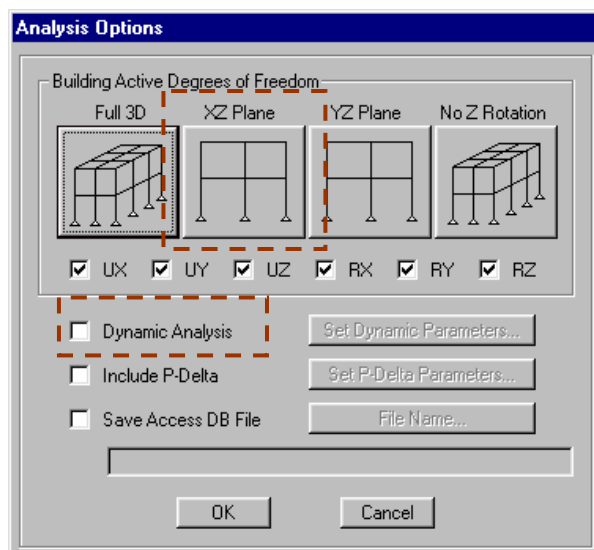 Analysis Options
Building Active Degrees of Freedom
Full 3D XZ Plane YZ Plane No Z Rotation
UX UY UZ RX RY RZ
Dynamic Analysis Set Dynamic Parameters...
Include P-Delta Set P-Delta Parameters...
Save Access DB File File Name...
OK Cancel